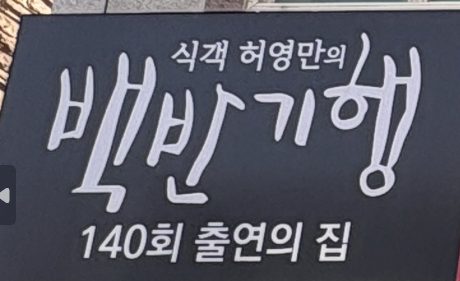 식객 허영만의
백반기행
140회 출연의 집